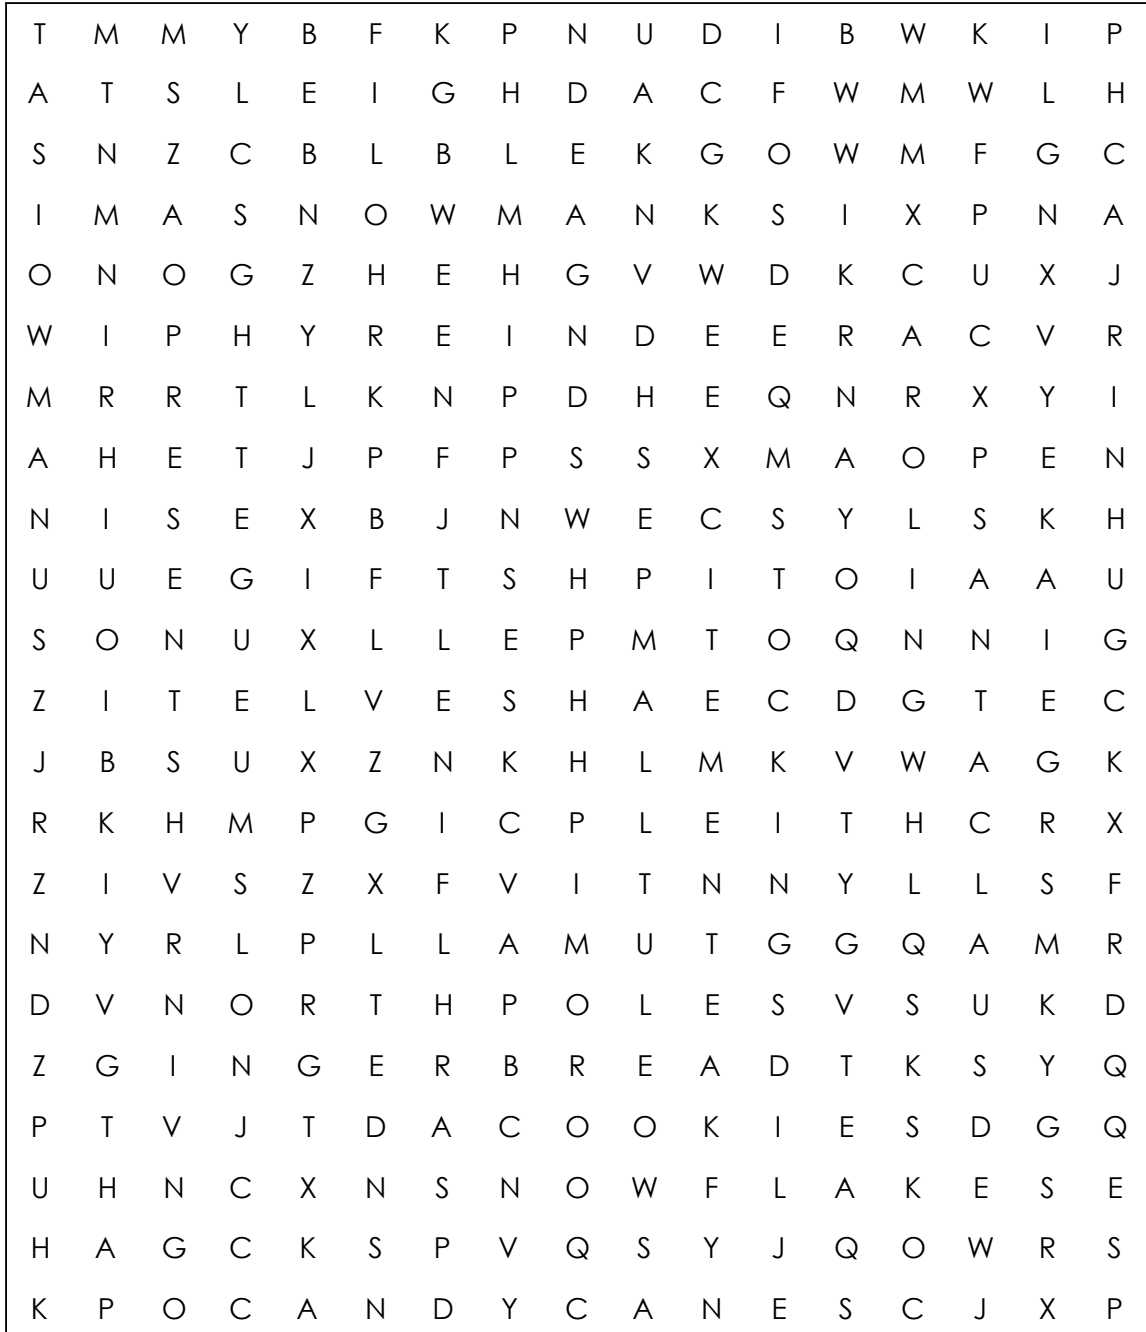 T M M Y B F K P N U D I B W K I P
A T S L E I G H D A C F W M W L H
S N Z C B L B L E K G O W M F G C
I M A S N O W M A N K S I X P N A
O N O G Z H E H G V W D K C U X J
W I P H Y R E I N D E E R A C V R
M R R T L K N P D H E Q N R X Y I
A H E T J P F P S S X M A O P E N
N I S E X B J N W E C S Y L S K H
U U E G I F T S H P I T O I A A U
S O N U X L L E P M T O Q N N I G
Z I T E L V E S H A E C D G T E C
J B S U X Z N K H L M K V W A G K
R K H M P G I C P L E I T H C R X
Z I V S Z X F V I T N N Y L L S F
N Y R L P L L A M U T G G Q A M R
D V N O R T H P O L E S V S U K D
Z G I N G E R B R E A D T K S Y Q
P T V J T D A C O O K I E S D G Q
U H N C X N S N O W F L A K E S E
H A G C K S P V Q S Y J Q O W R S
K P O C A N D Y C A N E S C J X P